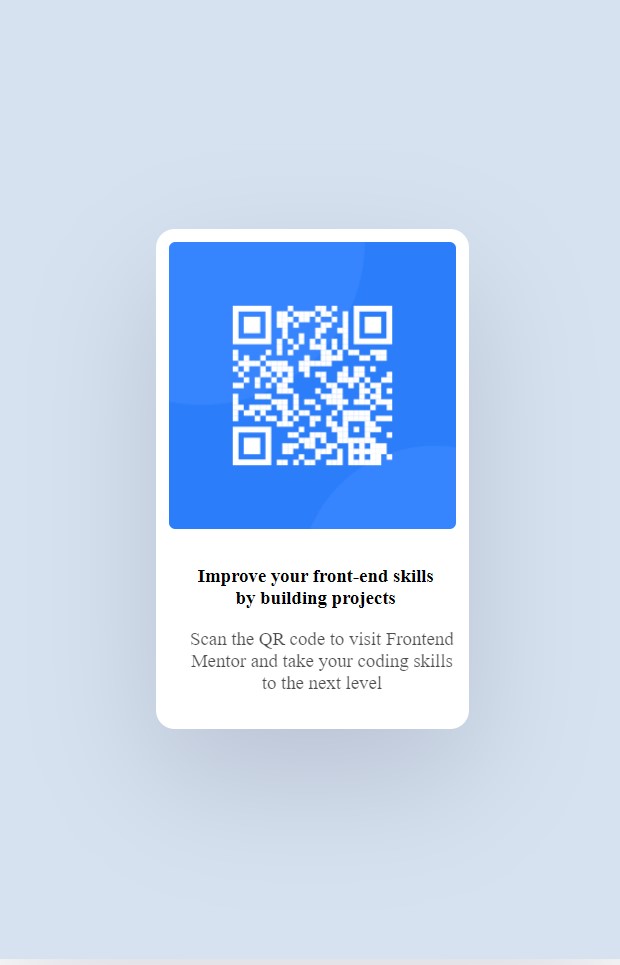 Improve your front-end skills
by building projects
Scan the QR code to visit Frontend
Mentor and take your coding skills
to the next level